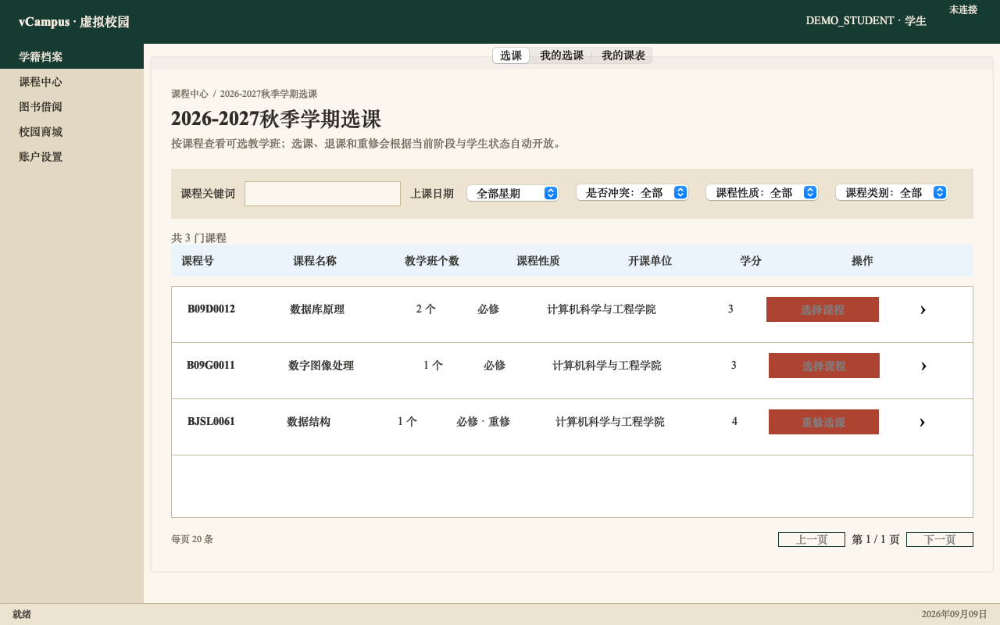 vCampus · 虚拟校园
DEMO_STUDENT · 学生
未连接
学籍档案
课程中心
图书借阅
校园商城
账户设置
选课 我的选课 我的课表
课程中心 / 2026-2027秋季学期选课
2026-2027秋季学期选课
按课程查看可选教学班；选课、退课和重修会根据当前阶段与学生状态自动开放。
课程关键词 上课日期 全部星期 是否冲突：全部 课程性质：全部 课程类别：全部
共 3 门课程
课程号 课程名称 教学班个数 课程性质 开课单位 学分 操作
B09D0012 数据库原理 2 个 必修 计算机科学与工程学院 3 选择课程 ›
B09G0011 数字图像处理 1 个 必修 计算机科学与工程学院 3 选择课程 ›
BJSL0061 数据结构 1 个 必修 · 重修 计算机科学与工程学院 4 重修选课 ›
每页 20 条 上一页 第 1 / 1 页 下一页
就绪 2026年09月09日